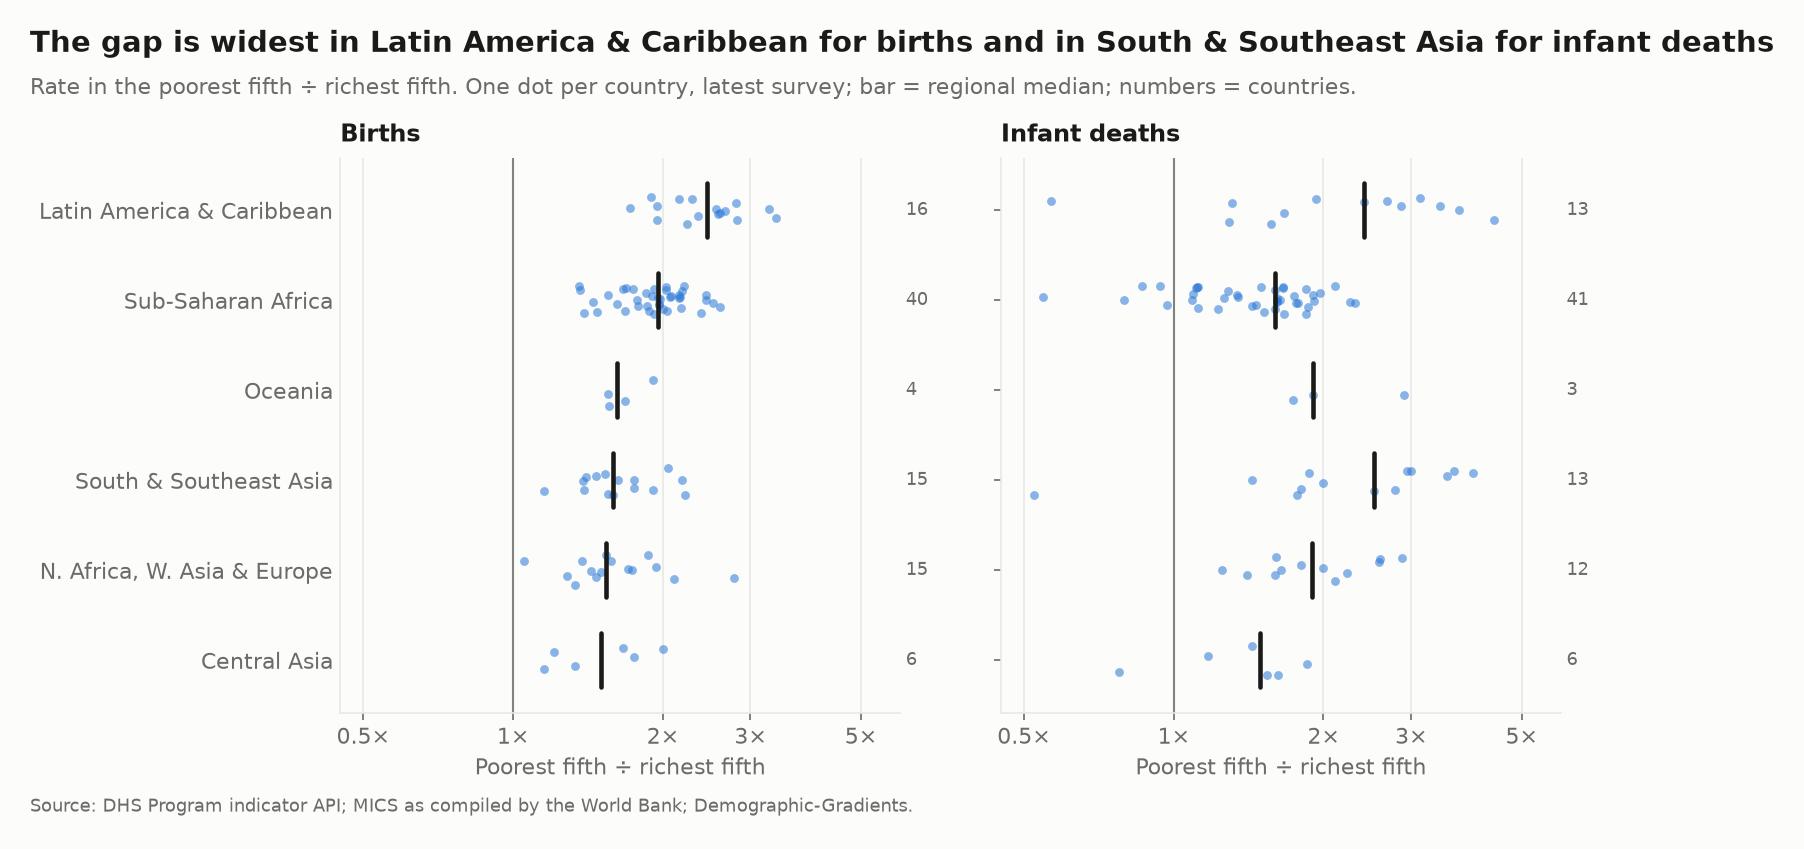 The gap is widest in Latin America & Caribbean for births and in South & Southeast Asia for infant deaths
Rate in the poorest fifth ÷ richest fifth. One dot per country, latest survey; bar = regional median; numbers = countries.
Births
Infant deaths
Latin America & Caribbean 16 13
Sub-Saharan Africa 40 41
Oceania 4 3
South & Southeast Asia 15 13
N. Africa, W. Asia & Europe 15 12
Central Asia 6 6
0.5× 1× 2× 3× 5× 0.5× 1× 2× 3× 5×
Poorest fifth ÷ richest fifth
Poorest fifth ÷ richest fifth
Source: DHS Program indicator API; MICS as compiled by the World Bank; Demographic-Gradients.